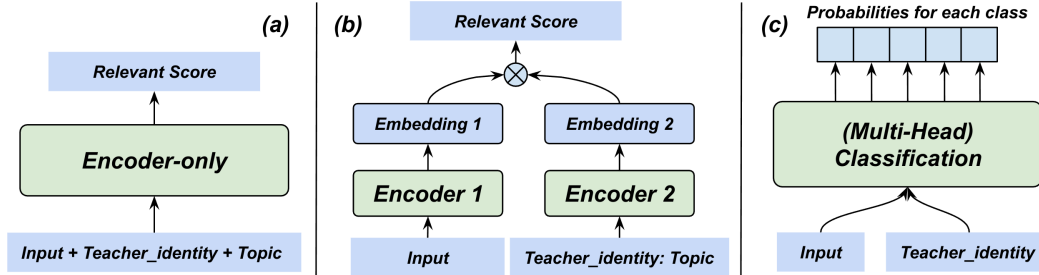 (a)
Relevant Score
Encoder-only
Input + Teacher_identity + Topic
(b)
Relevant Score
Embedding 1
Embedding 2
Encoder 1
Encoder 2
Input
Teacher_identity: Topic
(c)
Probabilities for each class
(Multi-Head)
Classification
Input
Teacher_identity